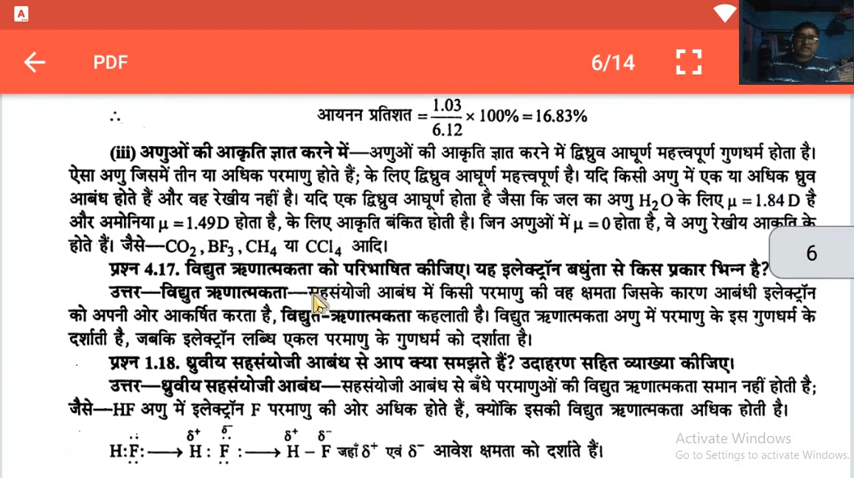 PDF
6/14
∴ आयनन प्रतिशत = 1.03/6.12 × 100% = 16.83%
(iii) अणुओं की आकृति ज्ञात करने में—अणुओं की आकृति ज्ञात करने में द्विध्रुव आघूर्ण महत्त्वपूर्ण गुणधर्म होता है।
ऐसा अणु जिसमें तीन या अधिक परमाणु होते हैं; के लिए द्विध्रुव आघूर्ण महत्त्वपूर्ण है। यदि किसी अणु में एक या अधिक ध्रुव
आबंध होते हैं और वह रेखीय नहीं है। यदि एक द्विध्रुव आघूर्ण होता है जैसा कि जल का अणु H₂O के लिए μ = 1.84 D है
और अमोनिया μ = 1.49 D होता है, के लिए आकृति बंकित होती है। जिन अणुओं में μ = 0 होता है, वे अणु रेखीय आकृति के
होते हैं। जैसे—CO₂, BF₃, CH₄ या CCl₄ आदि।
6
प्रश्न 4.17. विद्युत ऋणात्मकता को परिभाषित कीजिए। यह इलेक्ट्रॉन बधुंता से किस प्रकार भिन्न है?
उत्तर—विद्युत ऋणात्मकता—सहसंयोजी आबंध में किसी परमाणु की वह क्षमता जिसके कारण आबंधी इलेक्ट्रॉन
को अपनी ओर आकर्षित करता है, विद्युत-ऋणात्मकता कहलाती है। विद्युत ऋणात्मकता अणु में परमाणु के इस गुणधर्म के
दर्शाती है, जबकि इलेक्ट्रॉन लब्धि एकल परमाणु के गुणधर्म को दर्शाता है।
प्रश्न 1.18. ध्रुवीय सहसंयोजी आबंध से आप क्या समझते हैं? उदाहरण सहित व्याख्या कीजिए।
उत्तर—ध्रुवीय सहसंयोजी आबंध—सहसंयोजी आबंध से बँधे परमाणुओं की विद्युत ऋणात्मकता समान नहीं होती है;
जैसे—HF अणु में इलेक्ट्रॉन F परमाणु की ओर अधिक होते हैं, क्योंकि इसकी विद्युत ऋणात्मकता अधिक होती है।
H:F: ⟶ H^δ+ : F^δ− : ⟶ H^δ+ – F^δ− जहाँ δ⁺ एवं δ⁻ आवेश क्षमता को दर्शाते हैं।
Activate Windows
Go to Settings to activate Windows.